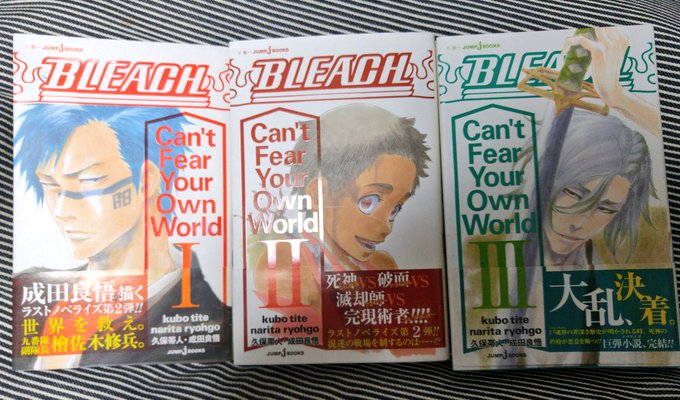 JUMP J BOOKS
BLEACH
Can't
Fear
Your
Own
World
I
kubo tite
narita ryohgo
久保帯人・成田良悟
JUMP J BOOKS
成田良悟描く
ラストノベライズ第2弾!!
世界を救え。
九番隊
副隊長
檜佐木修兵。
JUMP J BOOKS
BLEACH
Can't
Fear
Your
Own
World
II
kubo tite
narita ryohgo
久保帯人・成田良悟
JUMP J BOOKS
死神VS破面VS
滅却師VS
完現術者!!!!
ラストノベライズ第2弾!!
混迷の戦場を制するのは……!?
JUMP J BOOKS
BLEACH
Can't
Fear
Your
Own
World
III
kubo tite
narita ryohgo
久保帯人・成田良悟
JUMP J BOOKS
大乱、決着。
巨弾小説、完結!!